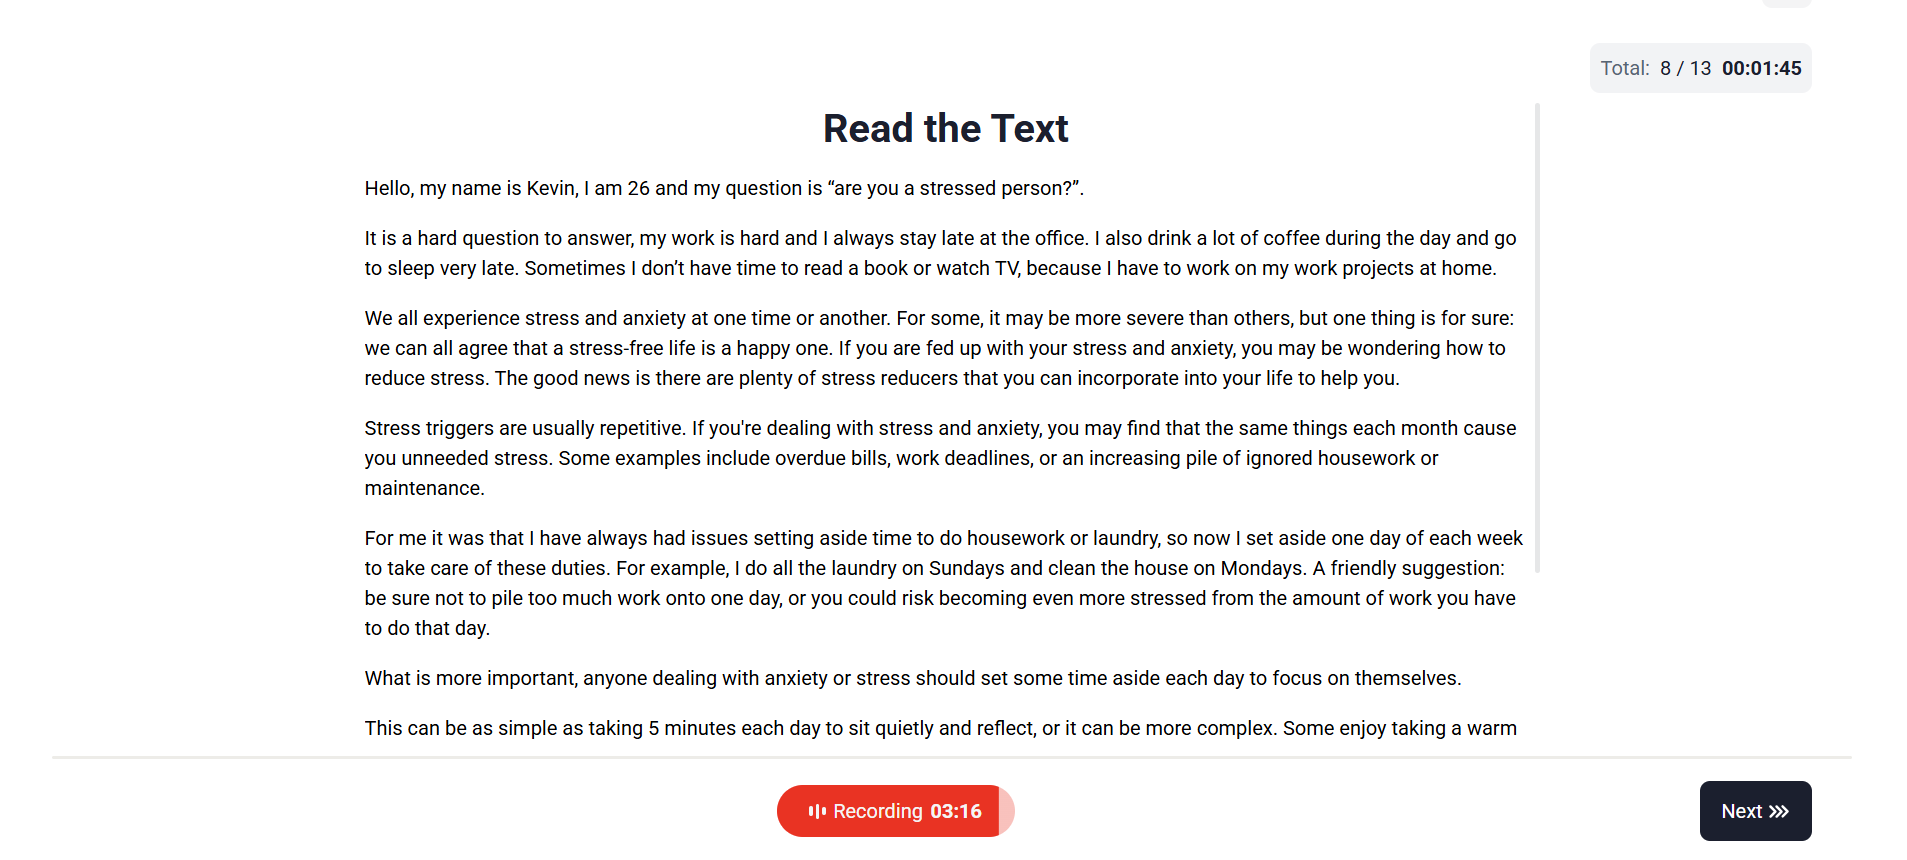 Total: 8 / 13 00:01:45
Read the Text
Hello, my name is Kevin, I am 26 and my question is “are you a stressed person?”.
It is a hard question to answer, my work is hard and I always stay late at the office. I also drink a lot of coffee during the day and go
to sleep very late. Sometimes I don’t have time to read a book or watch TV, because I have to work on my work projects at home.
We all experience stress and anxiety at one time or another. For some, it may be more severe than others, but one thing is for sure:
we can all agree that a stress-free life is a happy one. If you are fed up with your stress and anxiety, you may be wondering how to
reduce stress. The good news is there are plenty of stress reducers that you can incorporate into your life to help you.
Stress triggers are usually repetitive. If you're dealing with stress and anxiety, you may find that the same things each month cause
you unneeded stress. Some examples include overdue bills, work deadlines, or an increasing pile of ignored housework or
maintenance.
For me it was that I have always had issues setting aside time to do housework or laundry, so now I set aside one day of each week
to take care of these duties. For example, I do all the laundry on Sundays and clean the house on Mondays. A friendly suggestion:
be sure not to pile too much work onto one day, or you could risk becoming even more stressed from the amount of work you have
to do that day.
What is more important, anyone dealing with anxiety or stress should set some time aside each day to focus on themselves.
This can be as simple as taking 5 minutes each day to sit quietly and reflect, or it can be more complex. Some enjoy taking a warm
Recording 03:16
Next